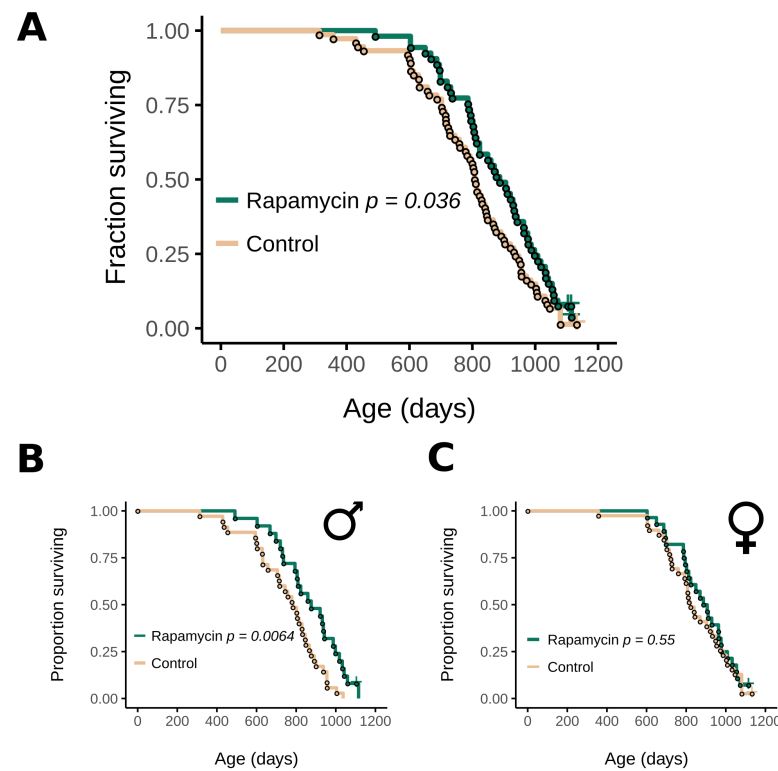 A
1.00
0.75
0.50
0.25
0.00
Fraction surviving
Rapamycin p = 0.036
Control
0 200 400 600 800 1000 1200
Age (days)
B
1.00
0.75
0.50
0.25
0.00
Proportion surviving
♂
Rapamycin p = 0.0064
Control
0 200 400 600 800 1000 1200
Age (days)
C
1.00
0.75
0.50
0.25
0.00
Proportion surviving
♀
Rapamycin p = 0.55
Control
0 200 400 600 800 1000 1200
Age (days)